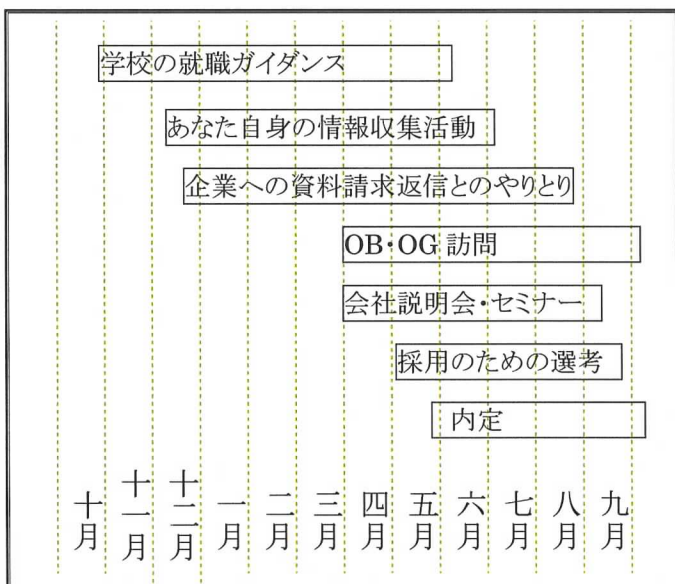 学校の就職ガイダンス
あなた自身の情報収集活動
企業への資料請求返信とのやりとり
OB・OG 訪問
会社説明会・セミナー
採用のための選考
内定
十月
十一月
十二月
一月
二月
三月
四月
五月
六月
七月
八月
九月